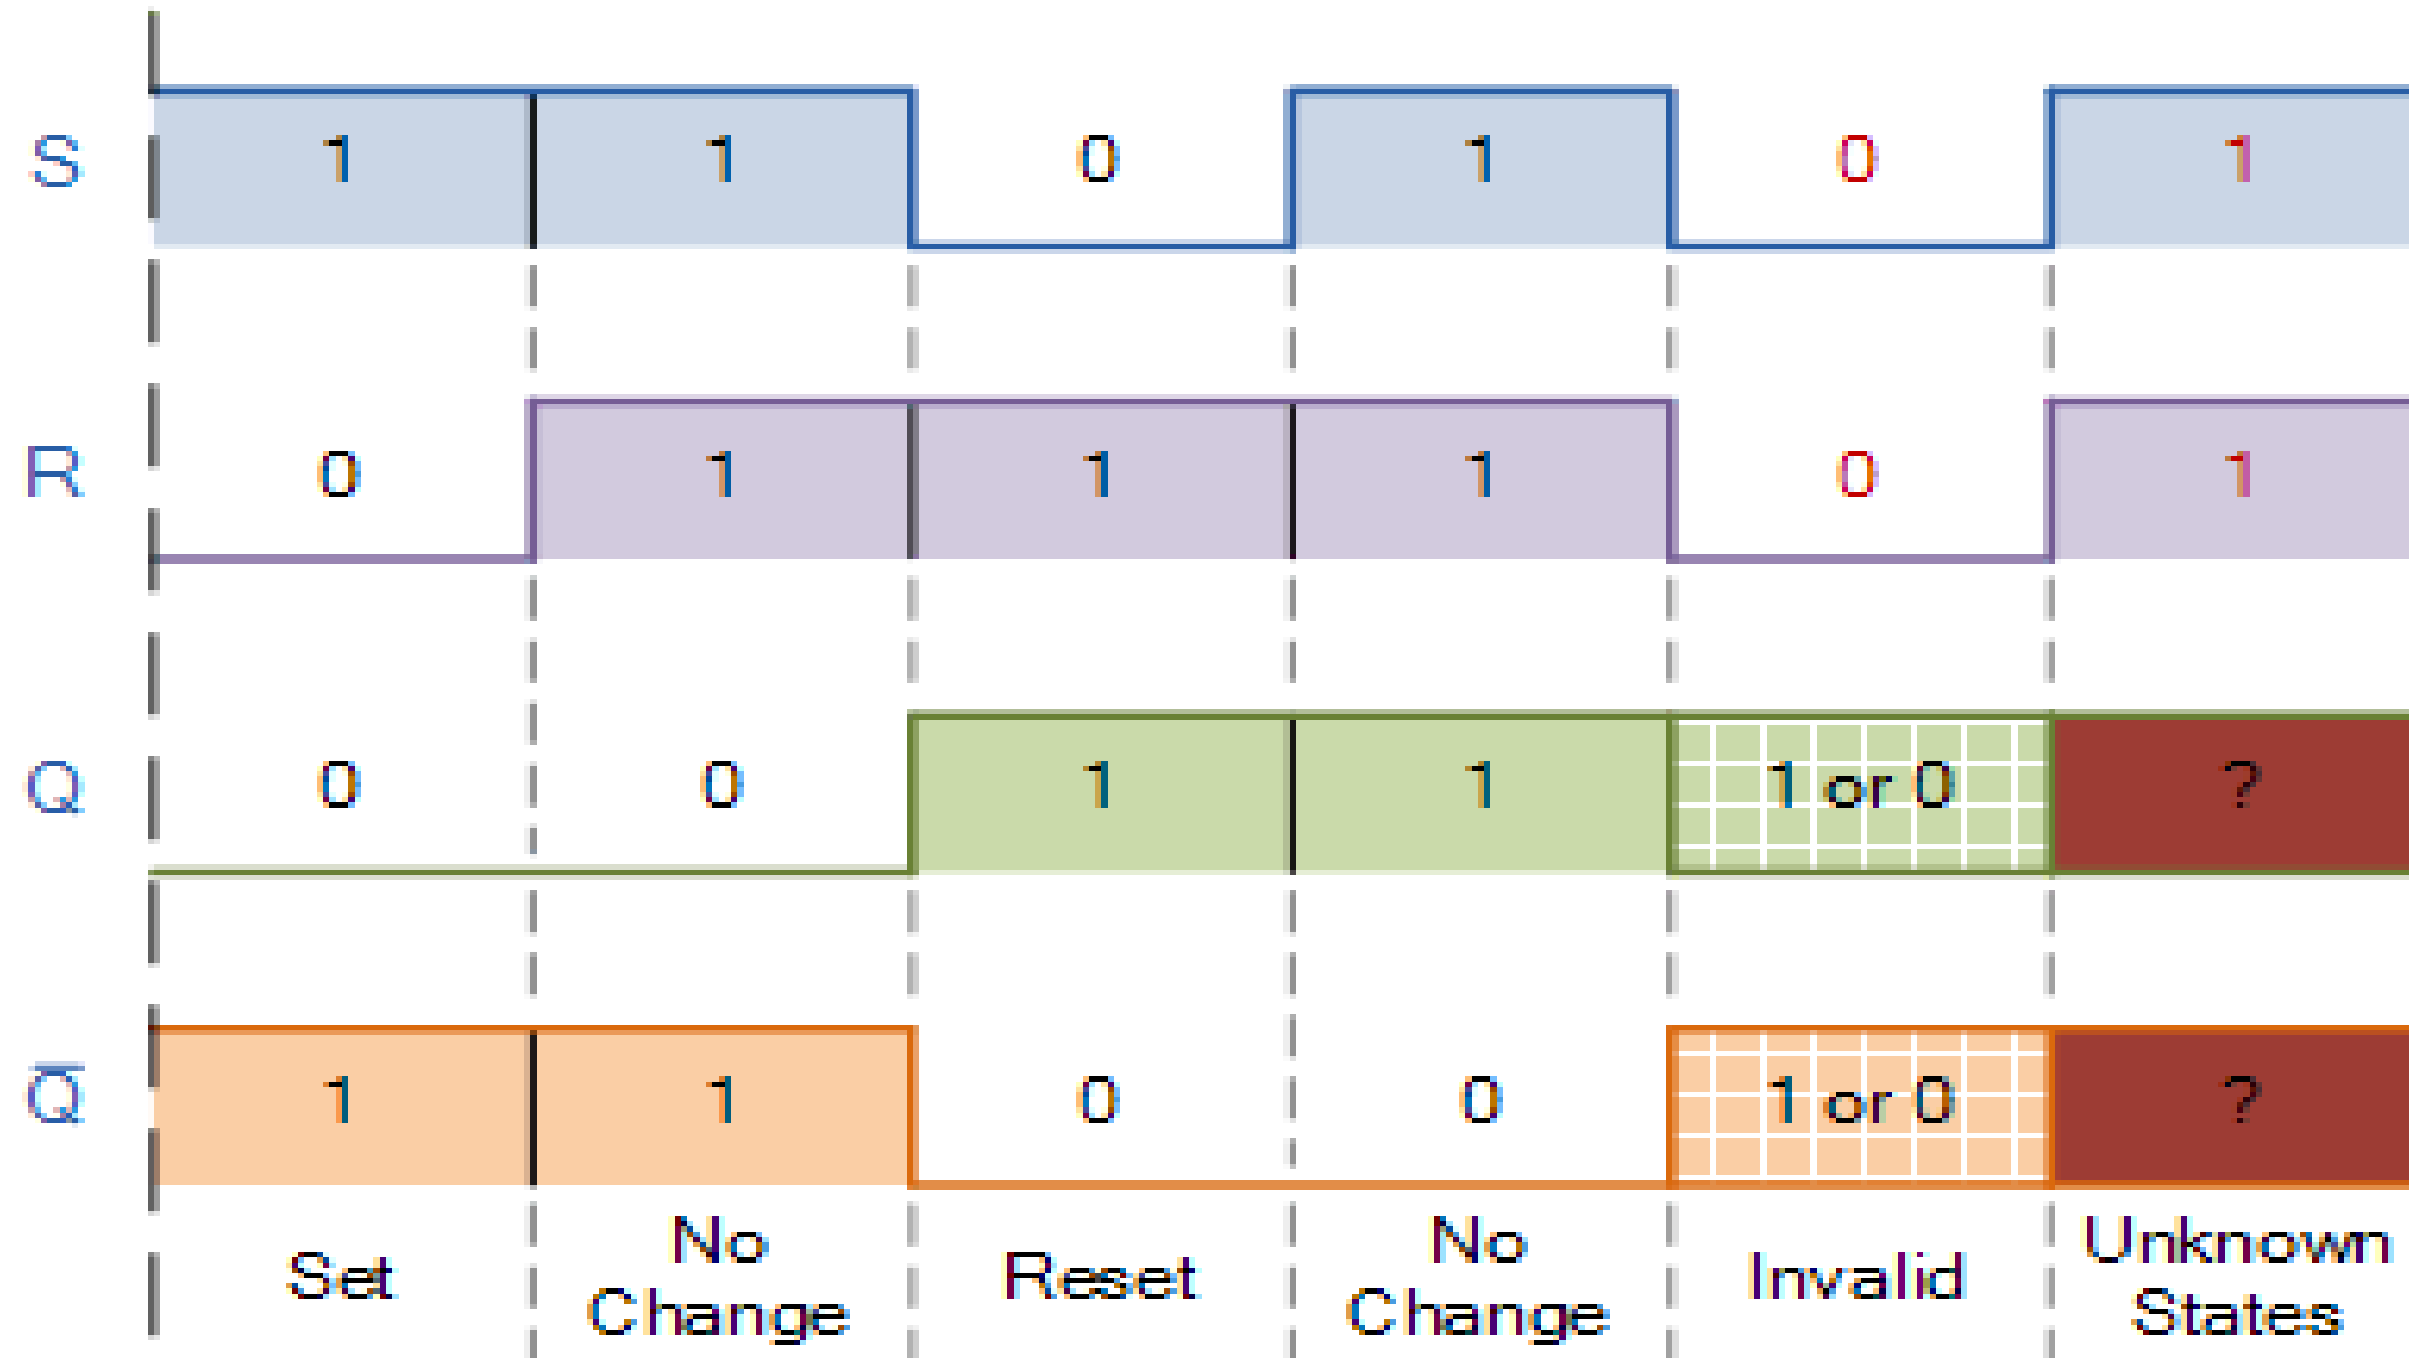 S 1 1 0 1 0 1
R 0 1 1 1 0 1
Q 0 0 1 1 1 or 0 ?
Q̅ 1 1 0 0 1 or 0 ?
Set No Change Reset No Change Invalid Unknown States